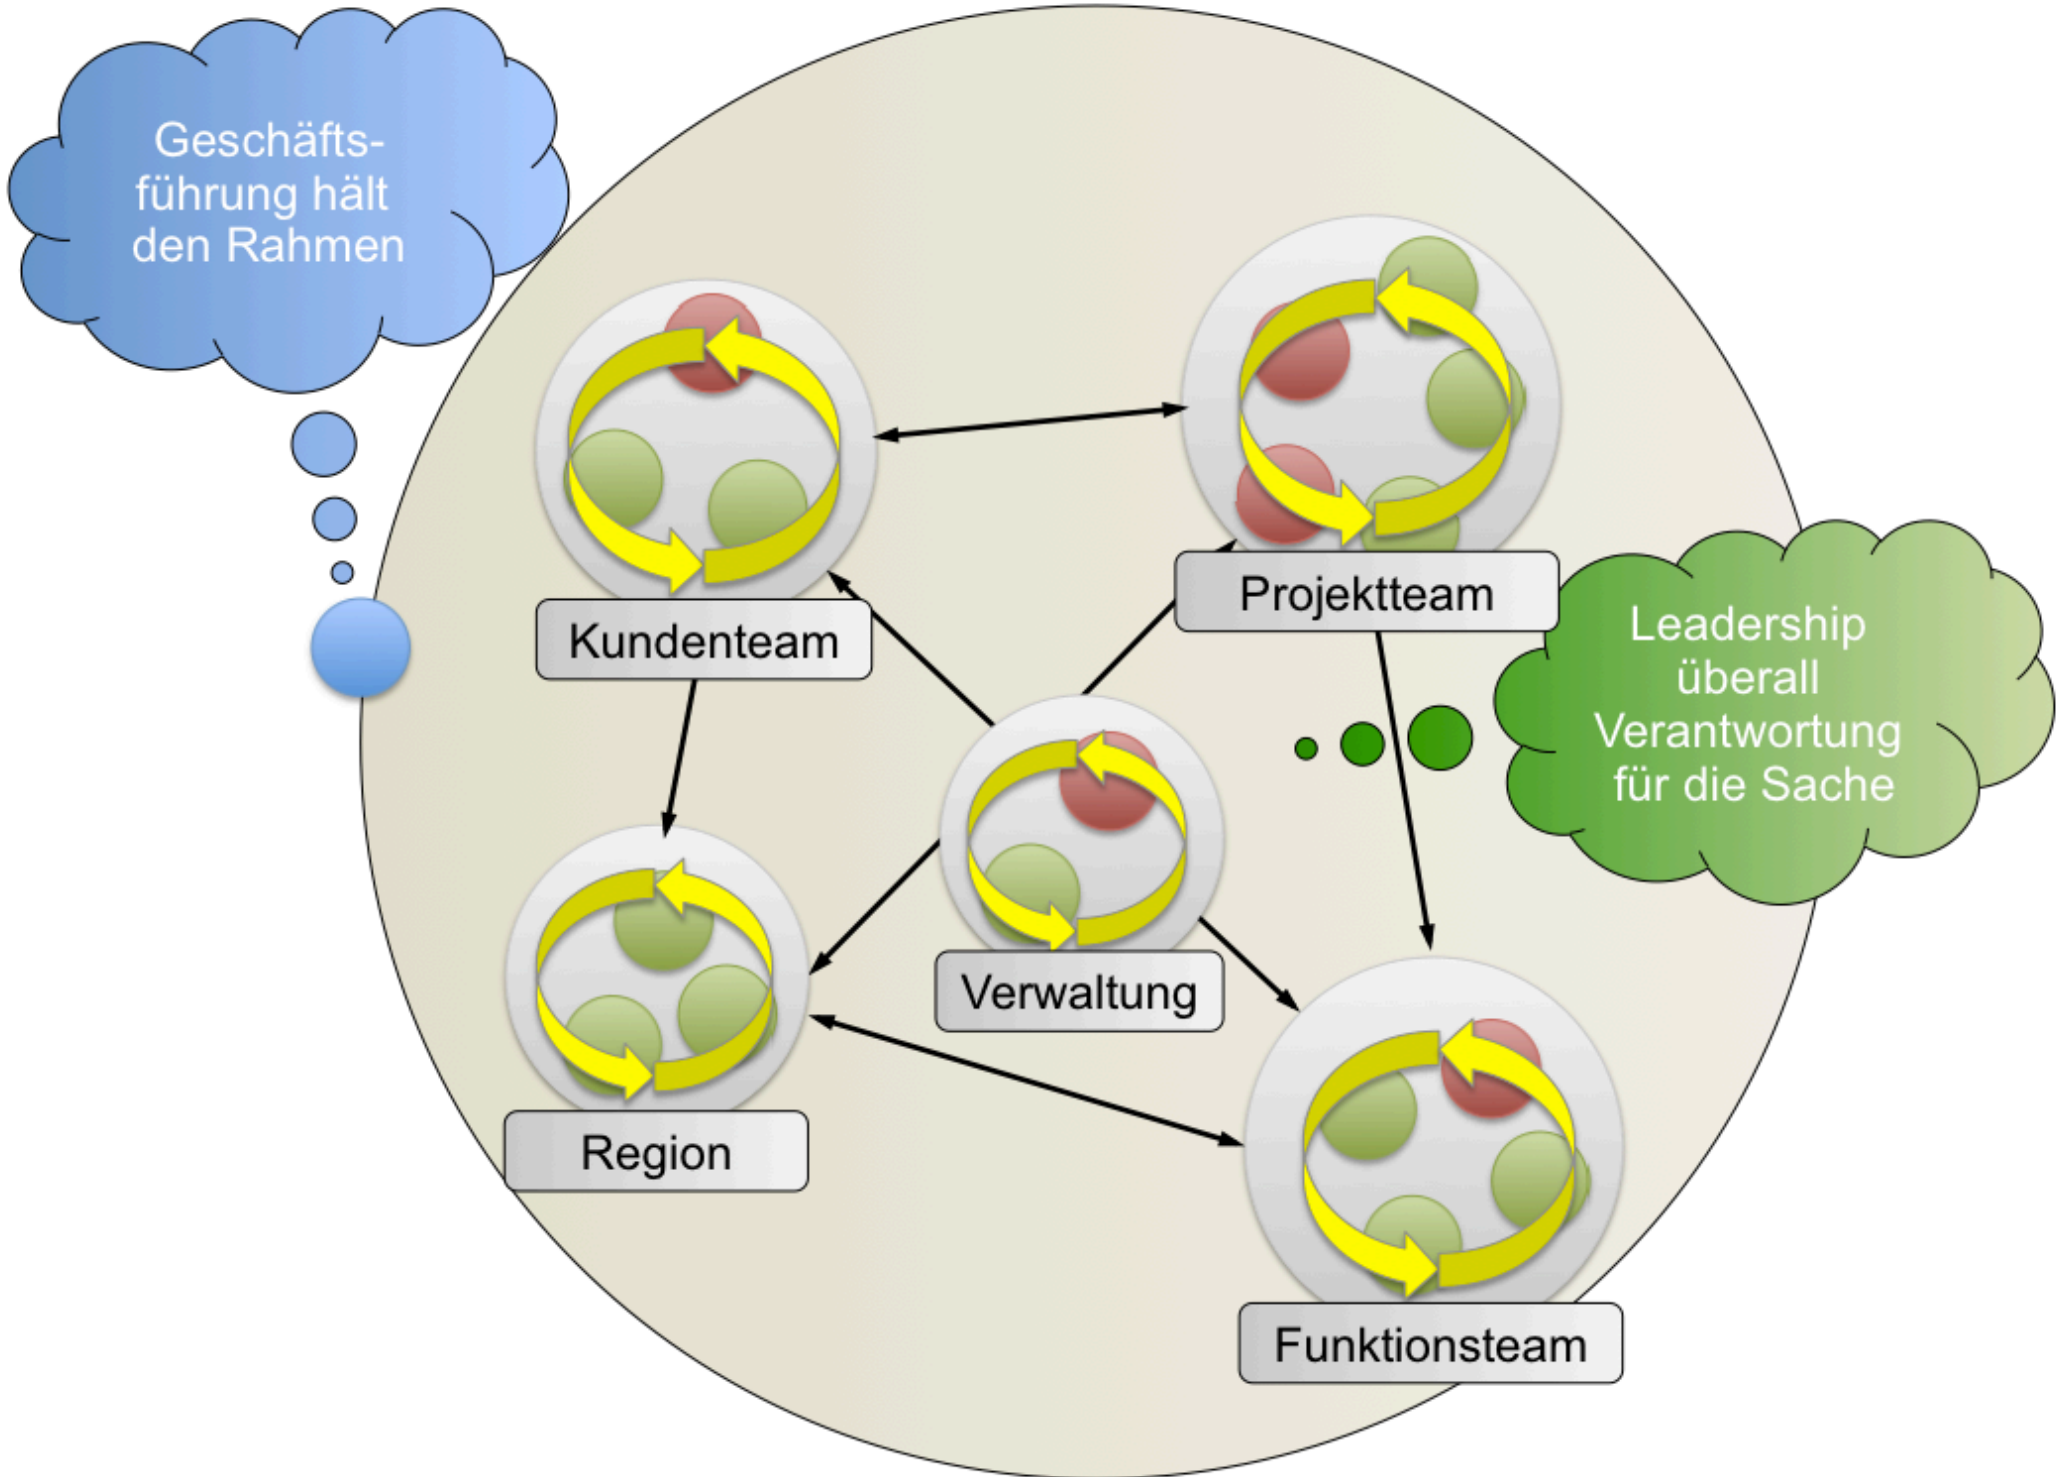 Geschäfts-
führung hält
den Rahmen
Kundenteam
Projektteam
Leadership
überall
Verantwortung
für die Sache
Verwaltung
Region
Funktionsteam